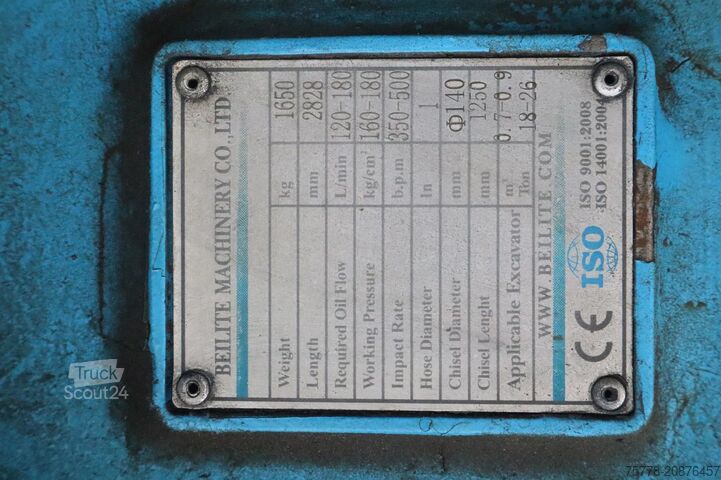 BEILITE MACHINERY CO.,LTD
Weight kg 1650
Length mm 2828
Required Oil Flow L/min 120-180
Working Pressure kg/cm² 160-180
Impact Rate b.p.m 350-500
Hose Diameter ln 1
Chisel Diameter mm Φ140
Chisel Lenght mm 1250
Applicable Excavator m³ 0.7-0.9
Ton 18-26
WWW.BEILITE.COM
CE ISO ISO 9001:2008
ISO 14001:2004
Truck
Scout24
75778-20876457